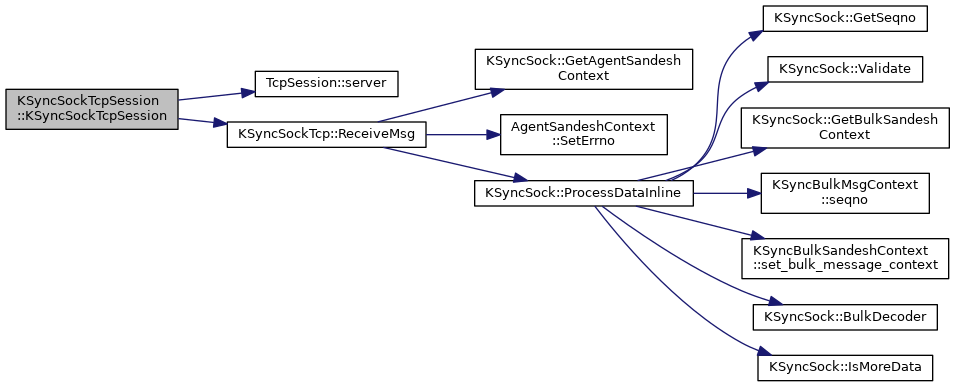 KSyncSockTcpSession
::KSyncSockTcpSession
TcpSession::server
KSyncSockTcp::ReceiveMsg
KSyncSock::GetAgentSandesh
Context
AgentSandeshContext
::SetErrno
KSyncSock::ProcessDataInline
KSyncSock::GetSeqno
KSyncSock::Validate
KSyncSock::GetBulkSandesh
Context
KSyncBulkMsgContext
::seqno
KSyncBulkSandeshContext
::set_bulk_message_context
KSyncSock::BulkDecoder
KSyncSock::IsMoreData